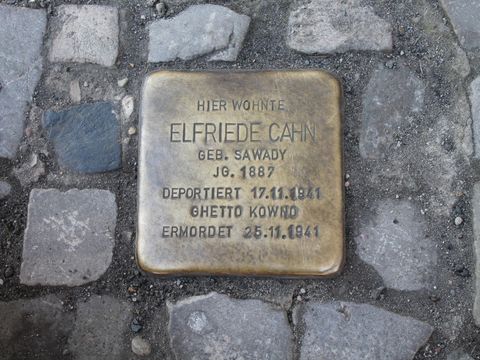 HIER WOHNTE
ELFRIEDE CAHN
GEB. SAWADY
JG. 1887
DEPORTIERT 17.11.1941
GHETTO KOWNO
ERMORDET 25.11.1941